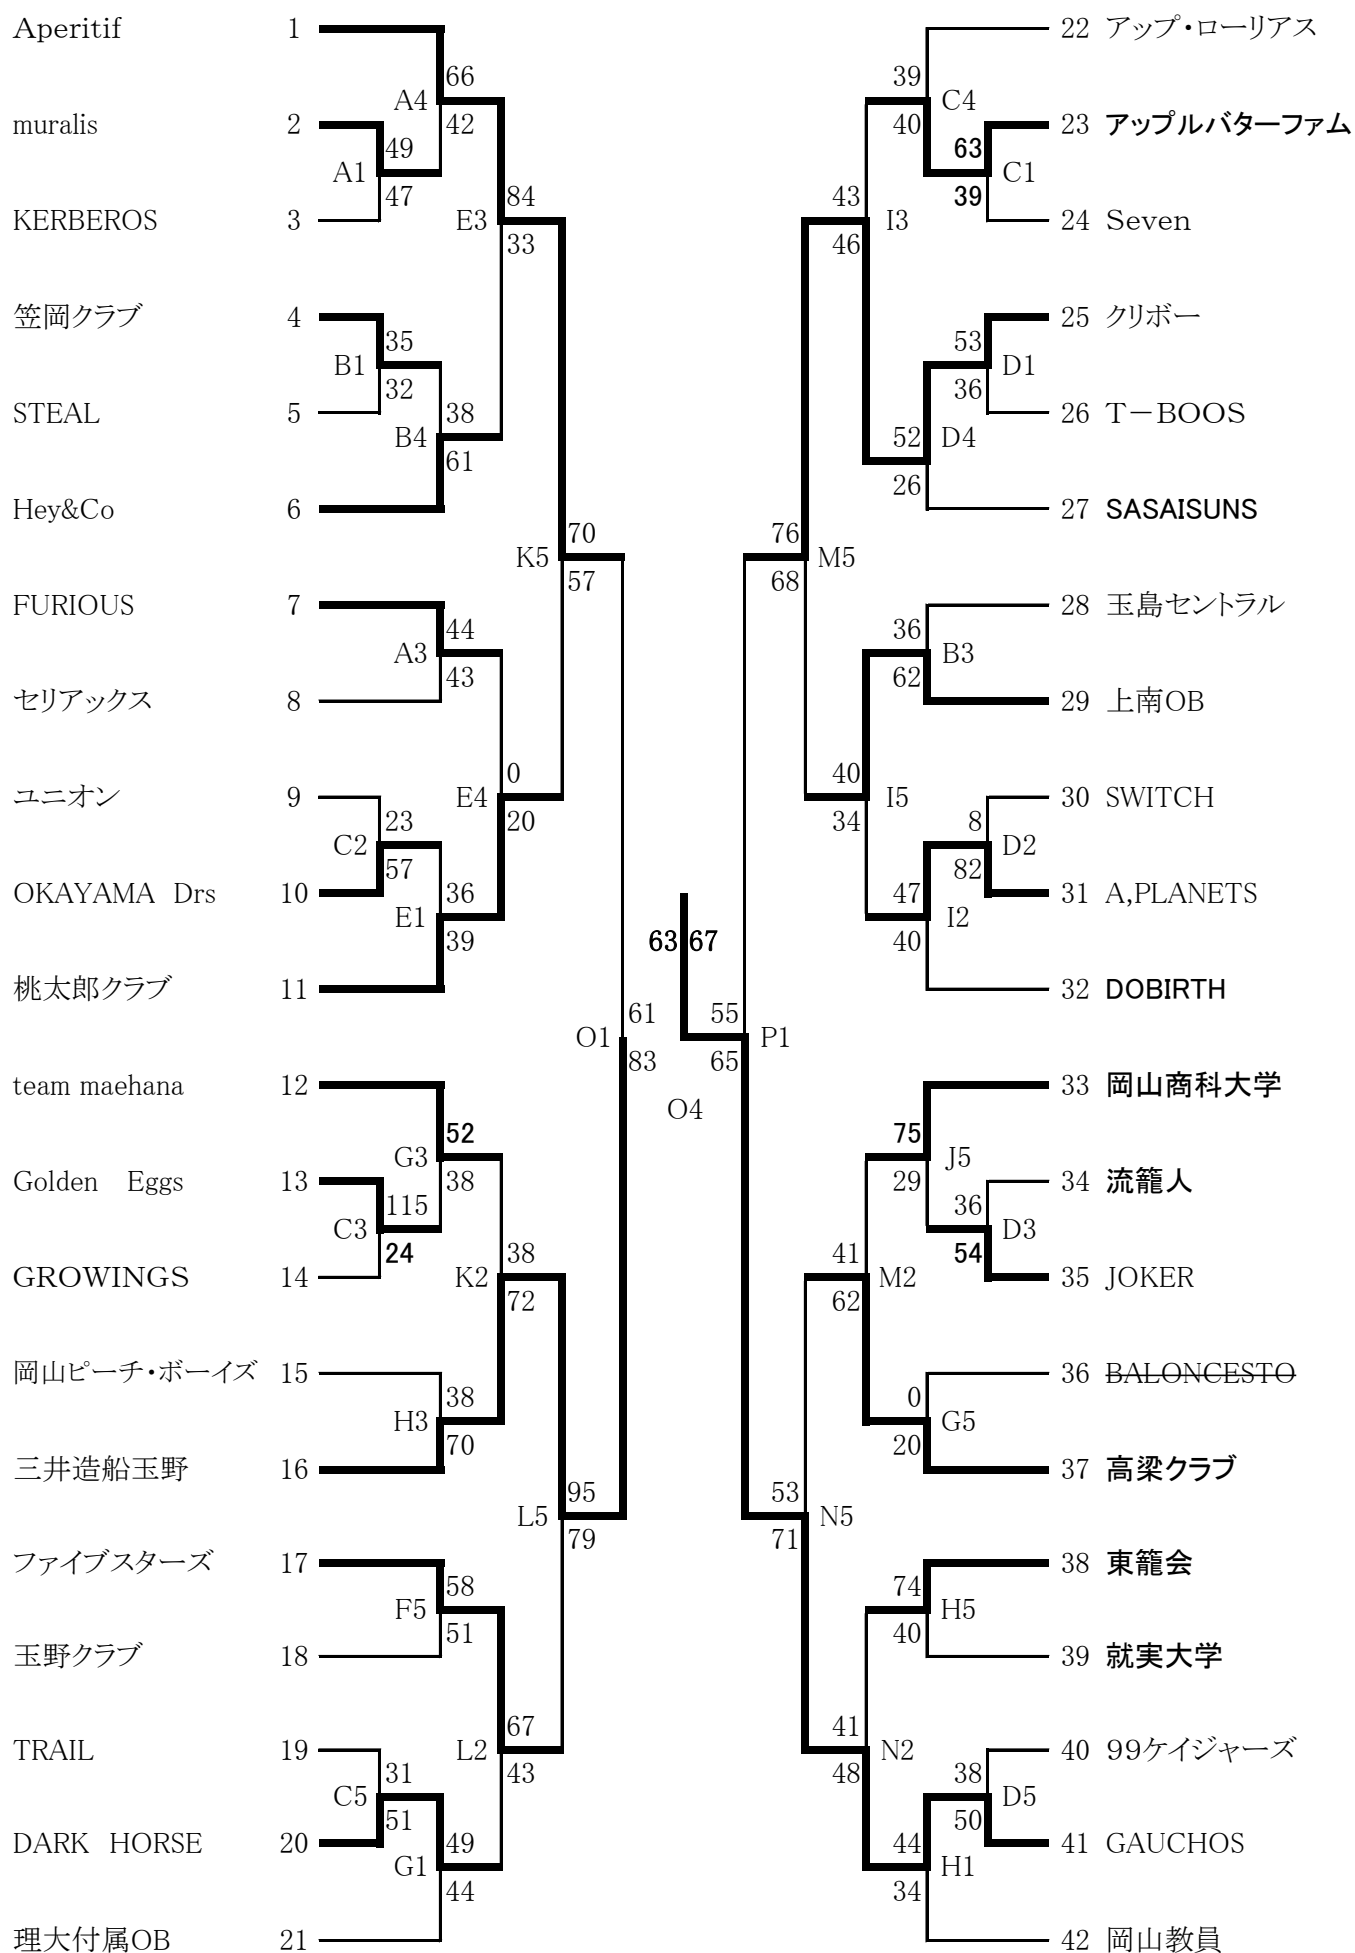 Aperitif 1
66
A4
42
muralis 2
49
A1
47
KERBEROS 3
84
E3
33
笠岡クラブ 4
35
B1
32
STEAL 5
38
B4
61
Hey&Co 6
70
K5
57
FURIOUS 7
44
A3
43
セリアックス 8
0
E4
20
ユニオン 9
23
C2
57
OKAYAMA Drs 10
36
E1
39
桃太郎クラブ 11
61
O1
83
team maehana 12
52
G3
38
Golden Eggs 13
115
C3
24
GROWINGS 14
38
K2
72
岡山ピーチ・ボーイズ 15
38
H3
70
三井造船玉野 16
95
L5
79
ファイブスターズ 17
58
F5
51
玉野クラブ 18
67
L2
43
TRAIL 19
31
C5
51
DARK HORSE 20
49
G1
44
理大付属OB 21
63 67
O4
22 アップ・ローリアス
39
C4
40
23 アップルバターファム
63
C1
39
24 Seven
43
I3
46
25 クリボー
53
D1
36
26 T－BOOS
52
D4
26
27 SASAISUNS
76
M5
68
28 玉島セントラル
36
B3
62
29 上南OB
40
I5
34
30 SWITCH
8
D2
82
31 A,PLANETS
47
I2
40
32 DOBIRTH
55
P1
65
33 岡山商科大学
75
J5
29
34 流籠人
36
D3
54
35 JOKER
41
M2
62
36 BALONCESTO
0
G5
20
37 高梁クラブ
53
N5
71
38 東籠会
74
H5
40
39 就実大学
41
N2
48
40 99ケイジャーズ
38
D5
50
41 GAUCHOS
44
H1
34
42 岡山教員